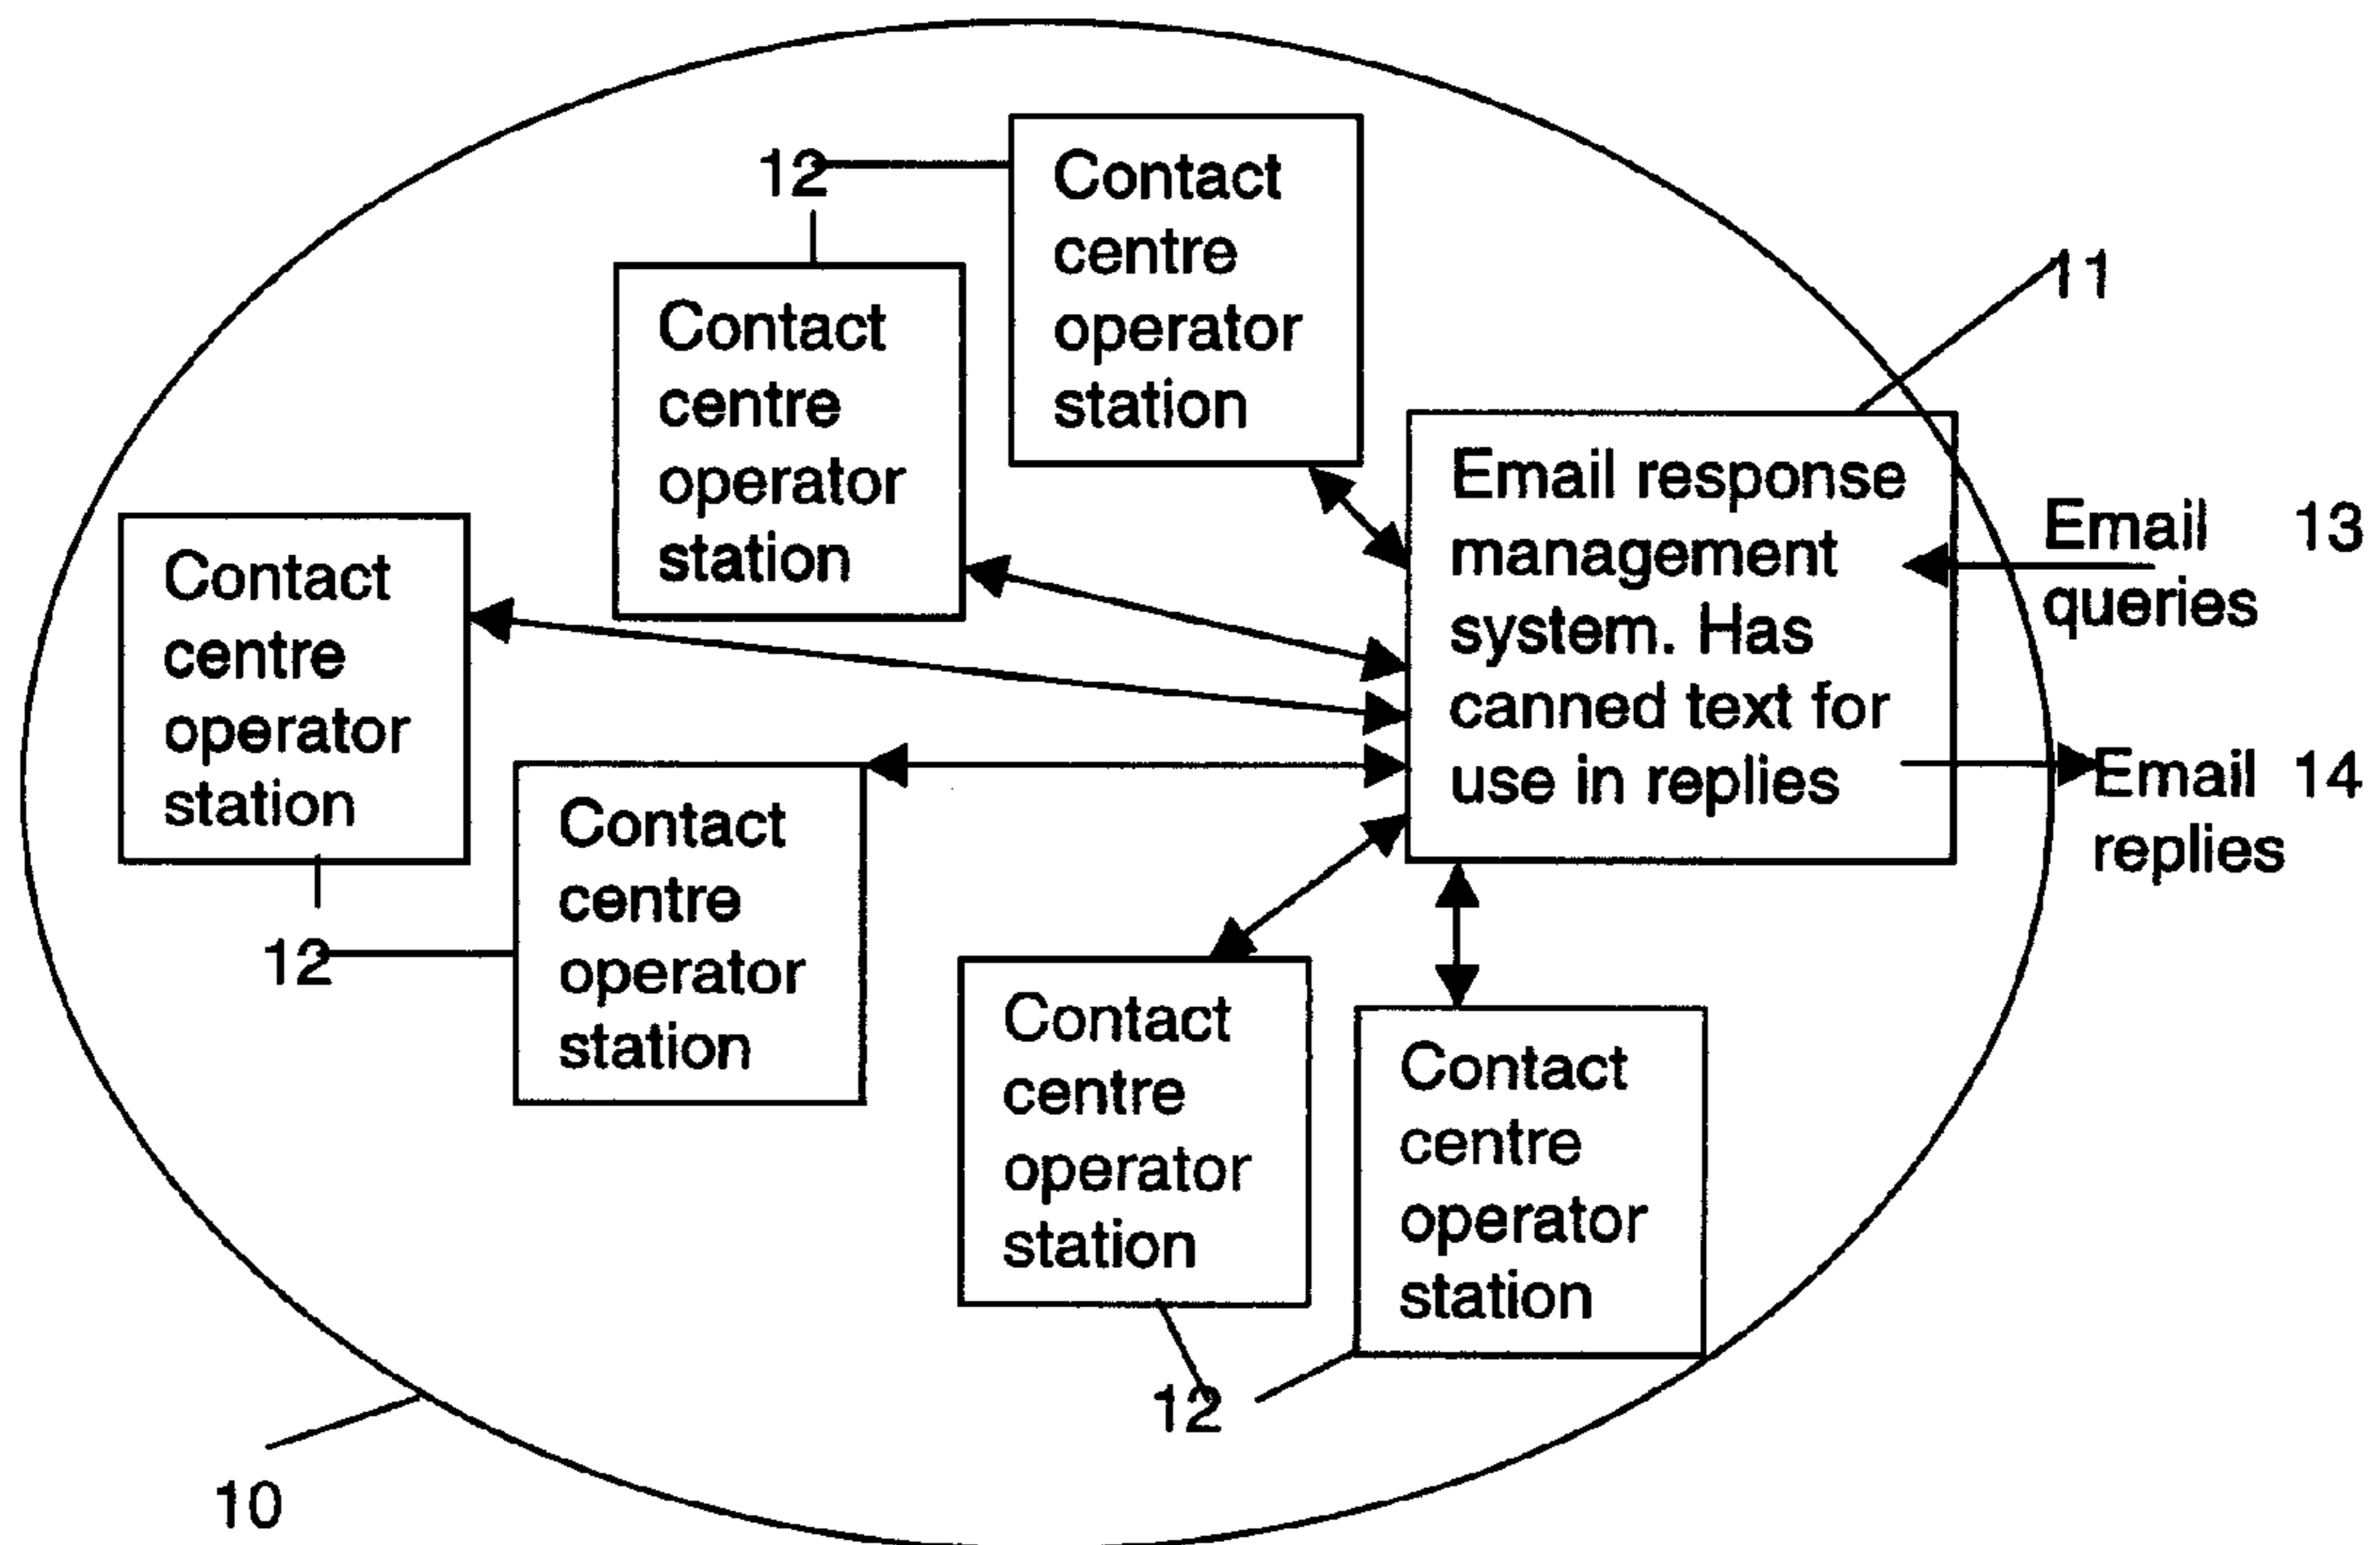 12
Contact
centre
operator
station
Contact
centre
operator
station
11
Email response
management
system. Has
canned text for
use in replies
Email 13
queries
Email 14
replies
Contact
centre
operator
station
12
Contact
centre
operator
station
Contact
centre
operator
station
Contact
centre
operator
station
12
10